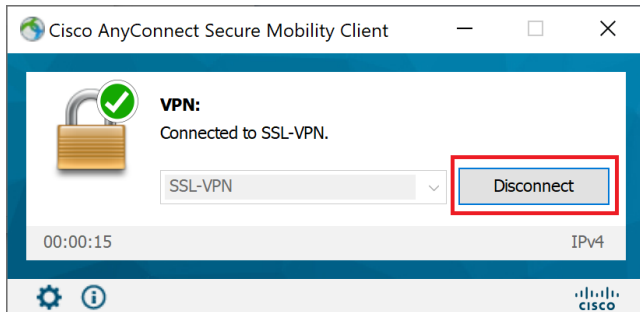 Cisco AnyConnect Secure Mobility Client
VPN:
Connected to SSL-VPN.
SSL-VPN
Disconnect
00:00:15
IPv4
CISCO